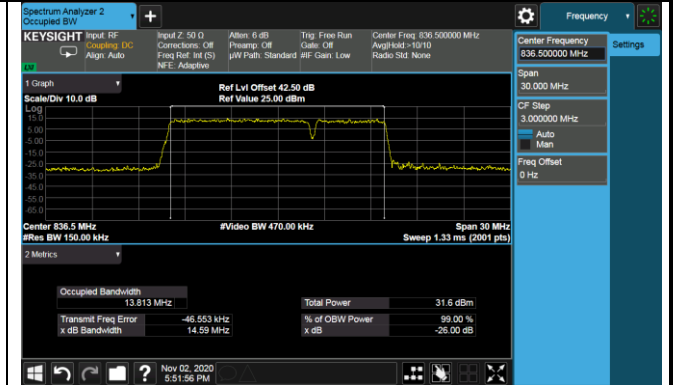 Spectrum Analyzer 2
Occupied BW
+
Frequency
KEYSIGHT
Input: RF
Coupling: DC
Align: Auto
Input Z: 50 Ω
Corrections: Off
Freq Ref: Int (S)
NFE: Adaptive
Atten: 6 dB
Preamp: Off
µW Path: Standard
Trig: Free Run
Gate: Off
#IF Gain: Low
Center Freq: 836.500000 MHz
Avg|Hold:>10/10
Radio Std: None
Center Frequency
836.500000 MHz
Settings
Span
30.000 MHz
CF Step
3.000000 MHz
Auto
Man
Freq Offset
0 Hz
1 Graph
Scale/Div 10.0 dB
Ref Lvl Offset 42.50 dB
Ref Value 25.00 dBm
Log
15.0
5.00
-5.00
-15.0
-25.0
-35.0
-45.0
-55.0
-65.0
Center 836.5 MHz
#Video BW 470.00 kHz
Span 30 MHz
#Res BW 150.00 kHz
Sweep 1.33 ms (2001 pts)
2 Metrics
Occupied Bandwidth
13.813 MHz
Total Power
31.6 dBm
Transmit Freq Error
-46.553 kHz
% of OBW Power
99.00 %
x dB Bandwidth
14.59 MHz
x dB
-26.00 dB
?
Nov 02, 2020
5:51:56 PM